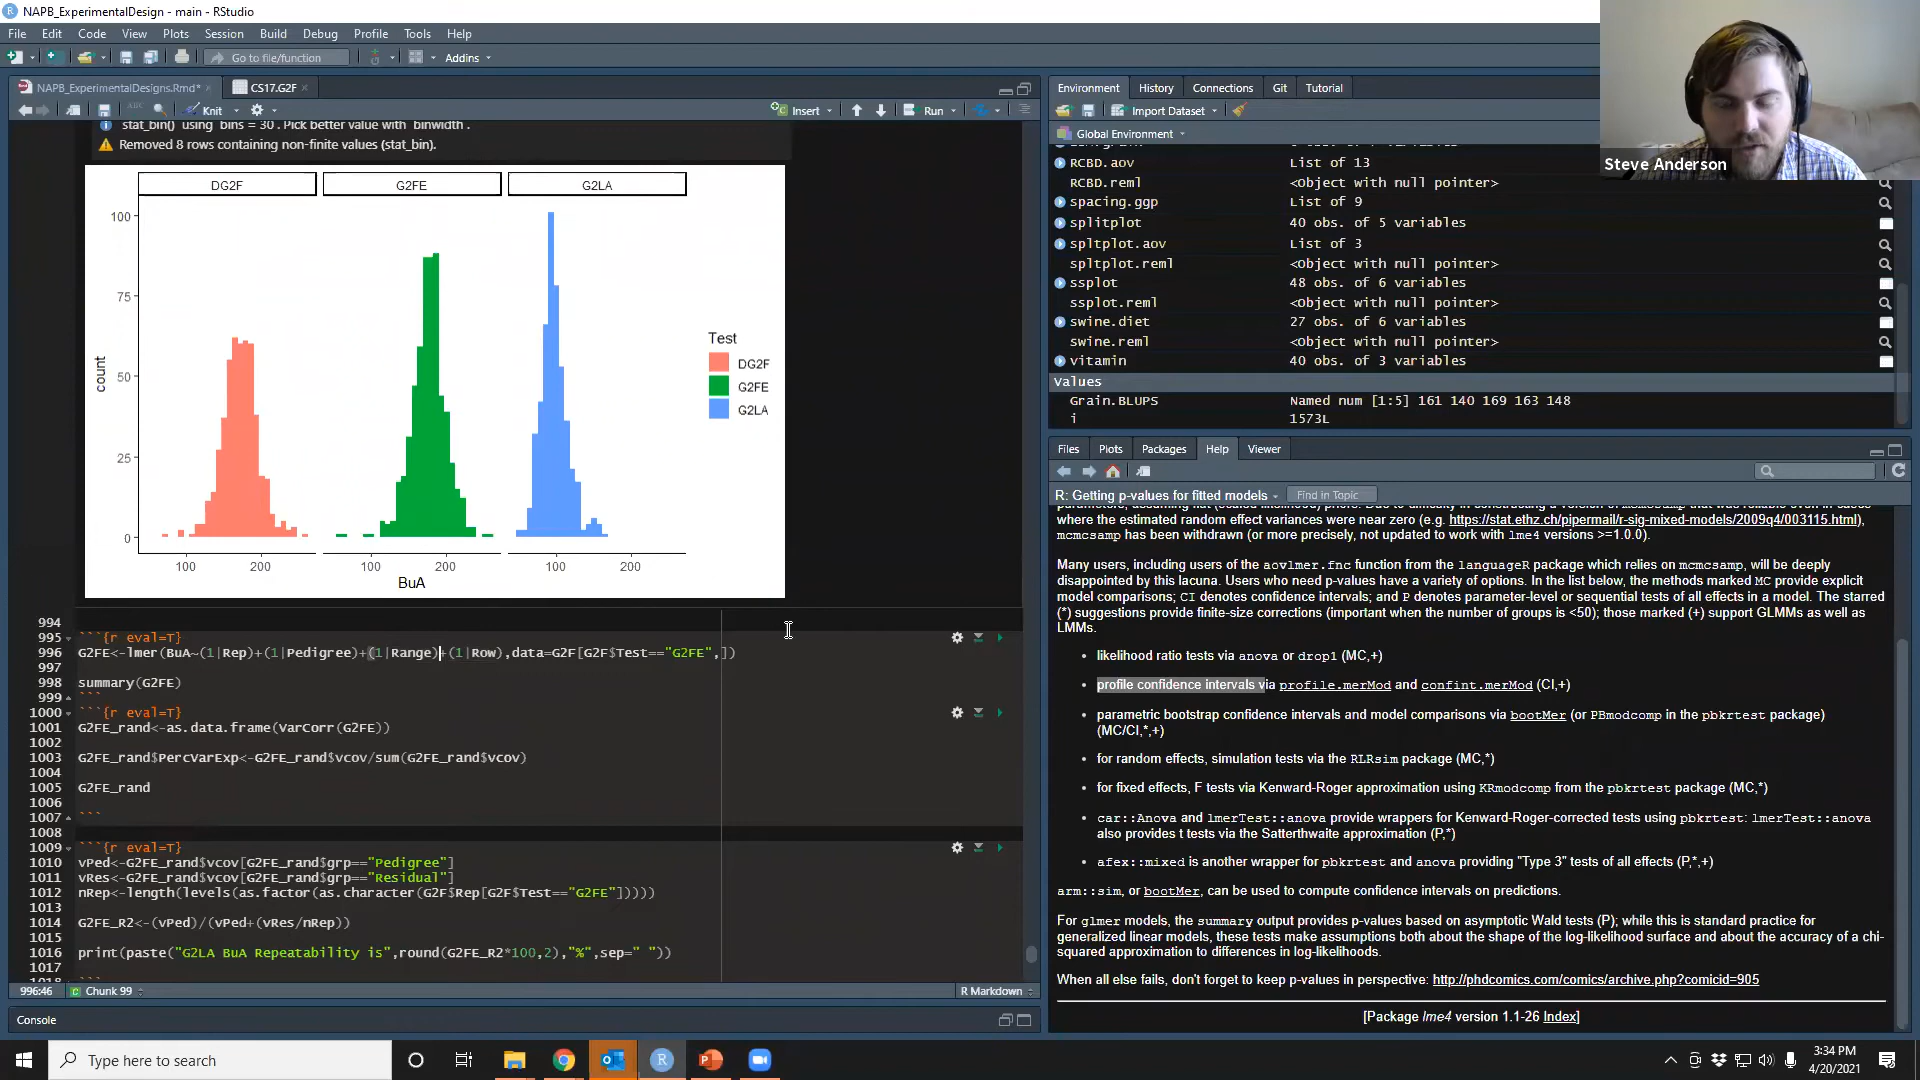 NAPB_ExperimentalDesign - main - RStudio
File Edit Code View Plots Session Build Debug Profile Tools Help
Go to file/function Addins
NAPB_ExperimentalDesigns.Rmd* CS17.G2F
Knit Insert Run
stat_bin() using bins = 30. Pick better value with binwidth.
Removed 8 rows containing non-finite values (stat_bin).
DG2F G2FE G2LA
100
75
50
25
0
count
100 200 100 200 100 200
BuA
Test
DG2F
G2FE
G2LA
994
995 ```{r eval=T}
996 G2FE<-lmer(BuA~(1|Rep)+(1|Pedigree)+(1|Range)+(1|Row),data=G2F[G2F$Test=="G2FE",])
997
998 summary(G2FE)
999 ```
1000 ```{r eval=T}
1001 G2FE_rand<-as.data.frame(VarCorr(G2FE))
1002
1003 G2FE_rand$PercVarExp<-G2FE_rand$vcov/sum(G2FE_rand$vcov)
1004
1005 G2FE_rand
1006
1007 ```
1008
1009 ```{r eval=T}
1010 vPed<-G2FE_rand$vcov[G2FE_rand$grp=="Pedigree"]
1011 vRes<-G2FE_rand$vcov[G2FE_rand$grp=="Residual"]
1012 nRep<-length(levels(as.factor(as.character(G2F$Rep[G2F$Test=="G2FE"]))))
1013
1014 G2FE_R2<-(vPed)/(vPed+(vRes/nRep))
1015
1016 print(paste("G2LA BuA Repeatability is",round(G2FE_R2*100,2),"%",sep=" "))
1017
996:46 Chunk 99 R Markdown
Console
Environment History Connections Git Tutorial
Import Dataset
Global Environment
RCBD.aov List of 13
RCBD.reml <Object with null pointer>
spacing.ggp List of 9
splitplot 40 obs. of 5 variables
spltplot.aov List of 3
spltplot.reml <Object with null pointer>
ssplot 48 obs. of 6 variables
ssplot.reml <Object with null pointer>
swine.diet 27 obs. of 6 variables
swine.reml <Object with null pointer>
vitamin 40 obs. of 3 variables
Values
Grain.BLUPS Named num [1:5] 161 140 169 163 148
i 1573L
Steve Anderson
Files Plots Packages Help Viewer
R: Getting p-values for fitted models Find in Topic
where the estimated random effect variances were near zero (e.g. https://stat.ethz.ch/pipermail/r-sig-mixed-models/2009q4/003115.html),
mcmcsamp has been withdrawn (or more precisely, not updated to work with lme4 versions >=1.0.0).
Many users, including users of the aovlmer.fnc function from the languageR package which relies on mcmcsamp, will be deeply
disappointed by this lacuna. Users who need p-values have a variety of options. In the list below, the methods marked MC provide explicit
model comparisons; CI denotes confidence intervals; and P denotes parameter-level or sequential tests of all effects in a model. The starred
(*) suggestions provide finite-size corrections (important when the number of groups is <50); those marked (+) support GLMMs as well as
LMMs.
• likelihood ratio tests via anova or drop1 (MC,+)
• profile confidence intervals via profile.merMod and confint.merMod (CI,+)
• parametric bootstrap confidence intervals and model comparisons via bootMer (or PBmodcomp in the pbkrtest package)
(MC/CI,*,+)
• for random effects, simulation tests via the RLRsim package (MC,*)
• for fixed effects, F tests via Kenward-Roger approximation using KRmodcomp from the pbkrtest package (MC,*)
• car::Anova and lmerTest::anova provide wrappers for Kenward-Roger-corrected tests using pbkrtest: lmerTest::anova
also provides t tests via the Satterthwaite approximation (P,*)
• afex::mixed is another wrapper for pbkrtest and anova providing "Type 3" tests of all effects (P,*,+)
arm::sim, or bootMer, can be used to compute confidence intervals on predictions.
For glmer models, the summary output provides p-values based on asymptotic Wald tests (P); while this is standard practice for
generalized linear models, these tests make assumptions both about the shape of the log-likelihood surface and about the accuracy of a chi-
squared approximation to differences in log-likelihoods.
When all else fails, don't forget to keep p-values in perspective: http://phdcomics.com/comics/archive.php?comicid=905
[Package lme4 version 1.1-26 Index]
Type here to search
3:34 PM
4/20/2021